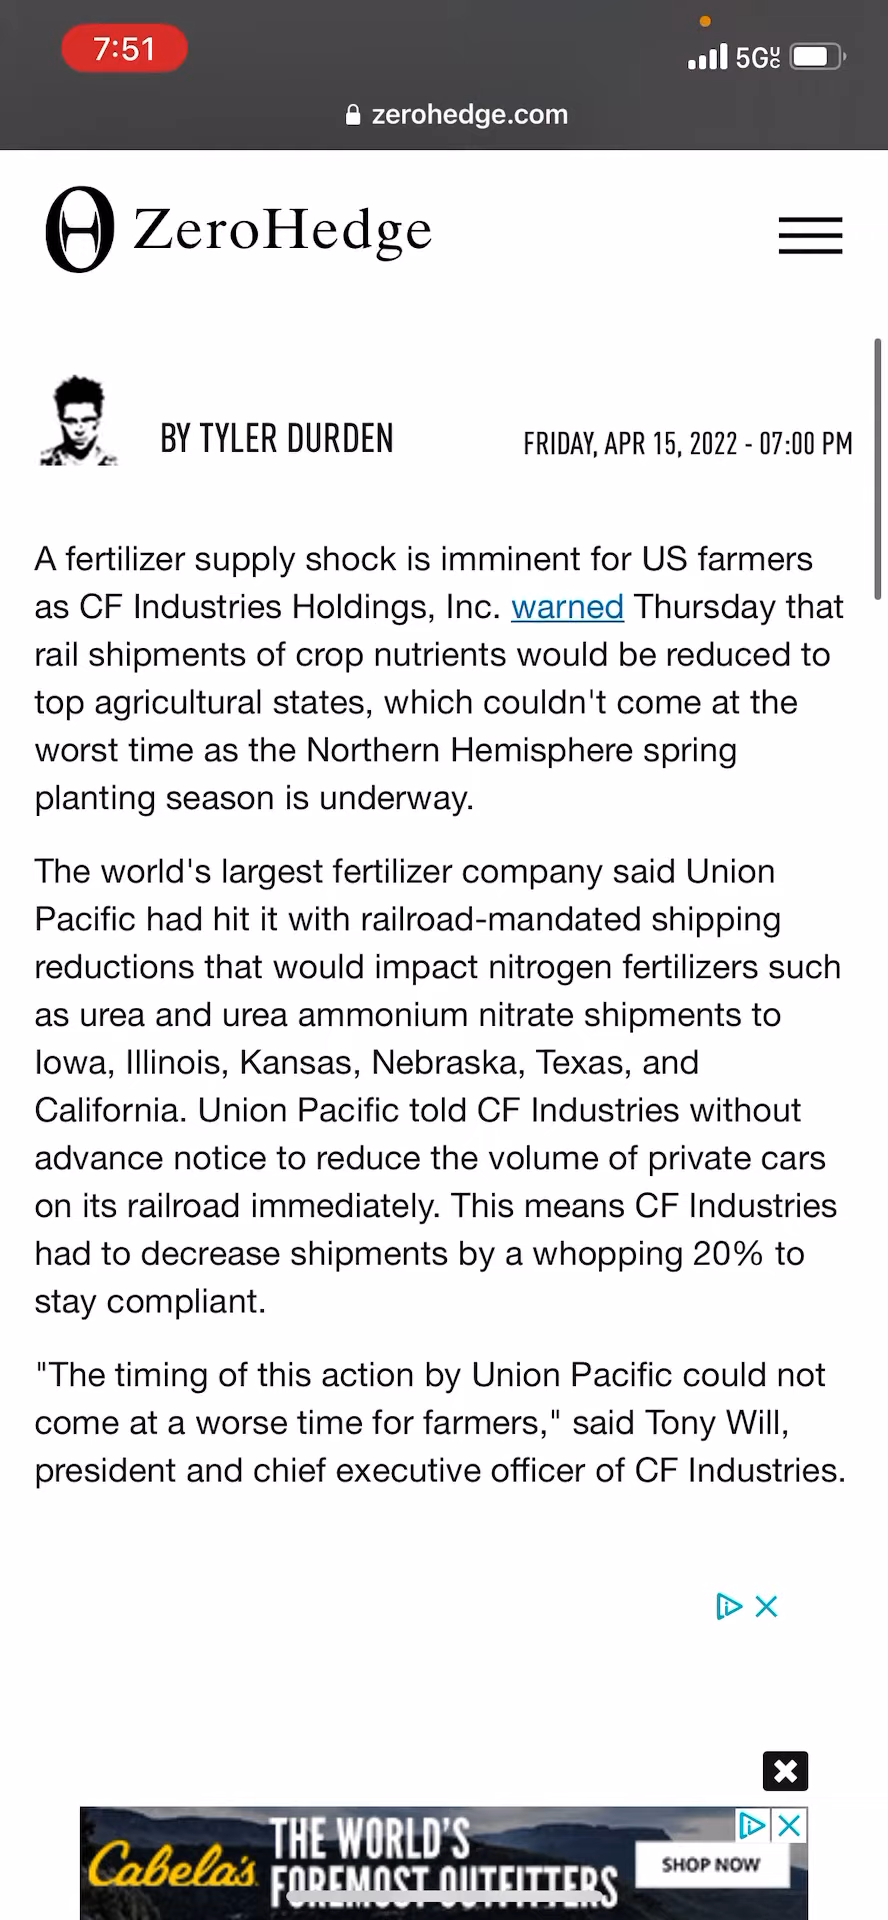 7:51
5GUC
zerohedge.com
ZeroHedge
BY TYLER DURDEN
FRIDAY, APR 15, 2022 - 07:00 PM
A fertilizer supply shock is imminent for US farmers
as CF Industries Holdings, Inc. warned Thursday that
rail shipments of crop nutrients would be reduced to
top agricultural states, which couldn't come at the
worst time as the Northern Hemisphere spring
planting season is underway.
The world's largest fertilizer company said Union
Pacific had hit it with railroad-mandated shipping
reductions that would impact nitrogen fertilizers such
as urea and urea ammonium nitrate shipments to
Iowa, Illinois, Kansas, Nebraska, Texas, and
California. Union Pacific told CF Industries without
advance notice to reduce the volume of private cars
on its railroad immediately. This means CF Industries
had to decrease shipments by a whopping 20% to
stay compliant.
"The timing of this action by Union Pacific could not
come at a worse time for farmers," said Tony Will,
president and chief executive officer of CF Industries.
Cabela's
THE WORLD'S
FOREMOST OUTFITTERS
SHOP NOW